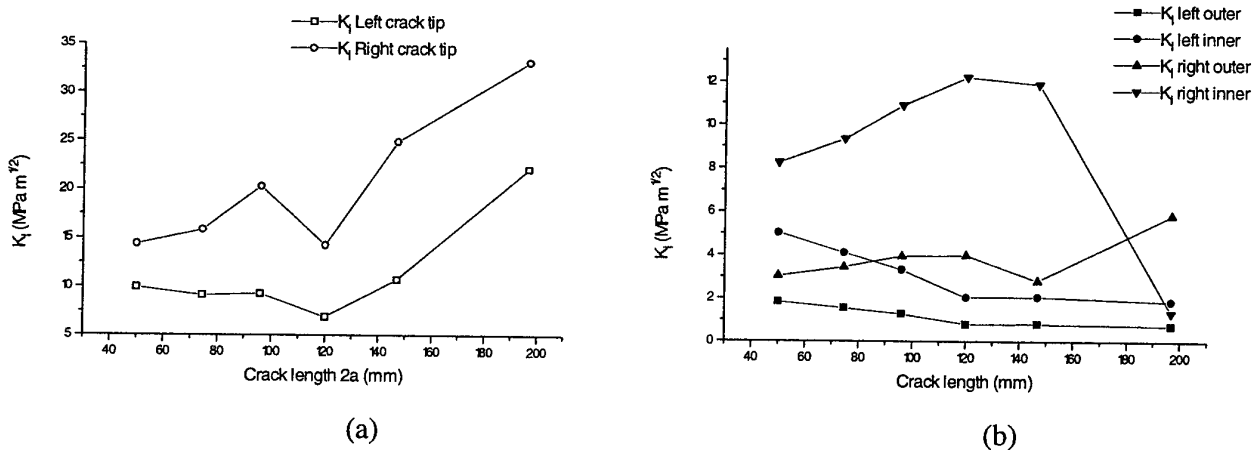 K_I Left crack tip
K_I Right crack tip
35
30
25
20
15
10
5
K_I (MPa m^1/2)
40 60 80 100 120 140 160 180 200
Crack length 2a (mm)
(a)
K_I left outer
K_I left inner
K_I right outer
K_I right inner
12
10
8
6
4
2
0
K_I (MPa m^1/2)
40 60 80 100 120 140 160 180 200
Crack length (mm)
(b)